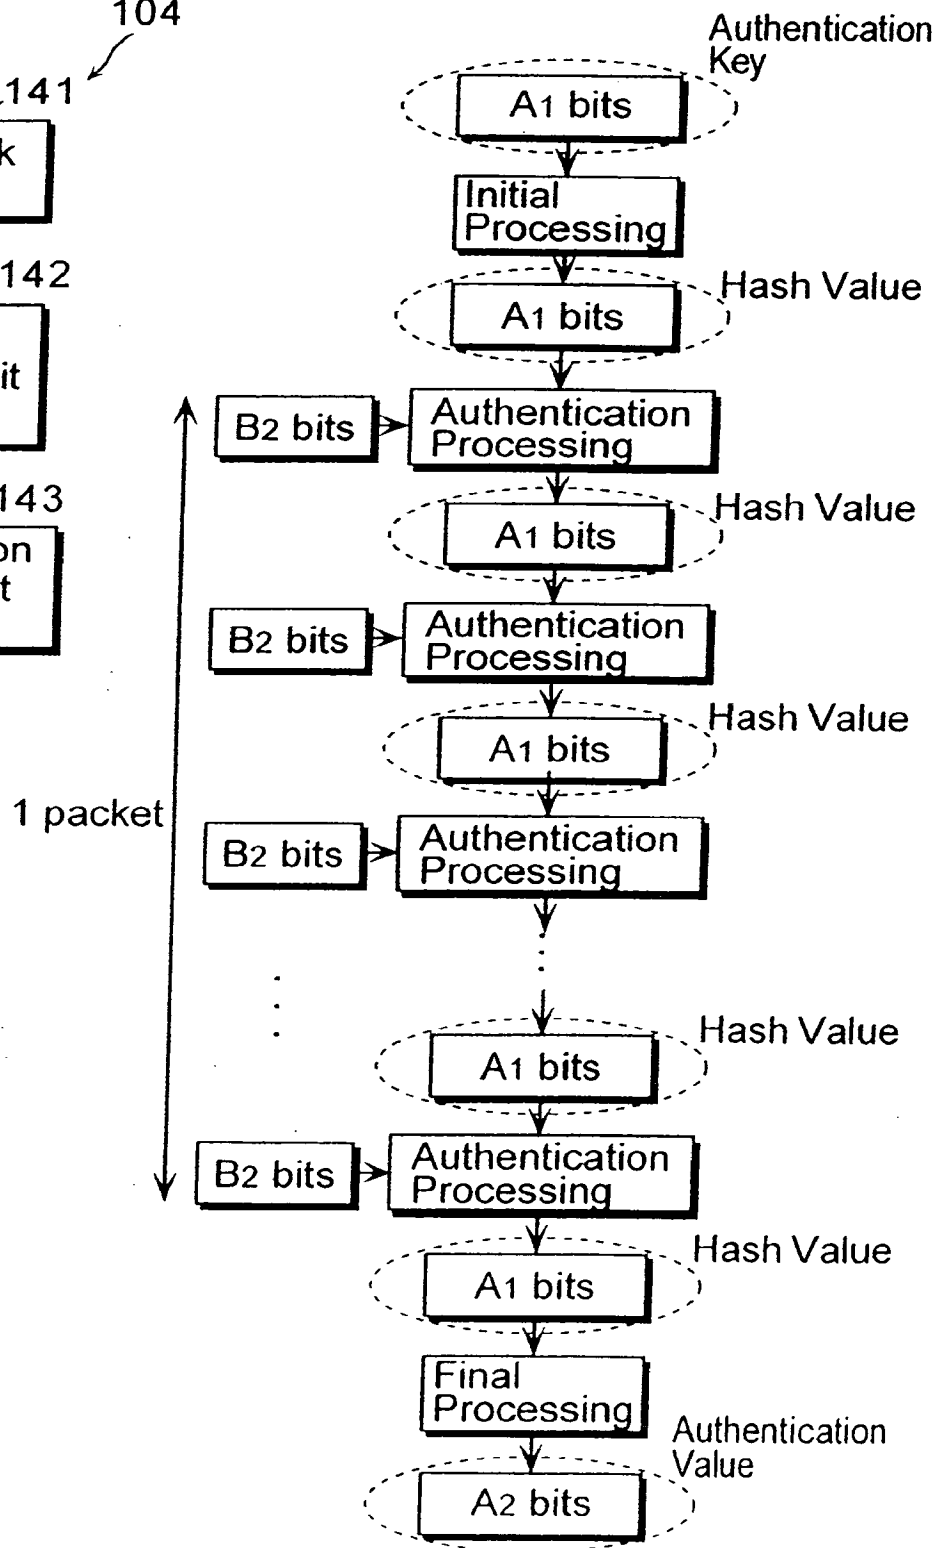 104
141
k
142
it
143
on
t
Authentication
Key
A1 bits
Initial
Processing
Hash Value
A1 bits
B2 bits
Authentication
Processing
Hash Value
A1 bits
B2 bits
Authentication
Processing
Hash Value
A1 bits
1 packet
B2 bits
Authentication
Processing
Hash Value
A1 bits
B2 bits
Authentication
Processing
Hash Value
A1 bits
Final
Processing
Authentication
Value
A2 bits